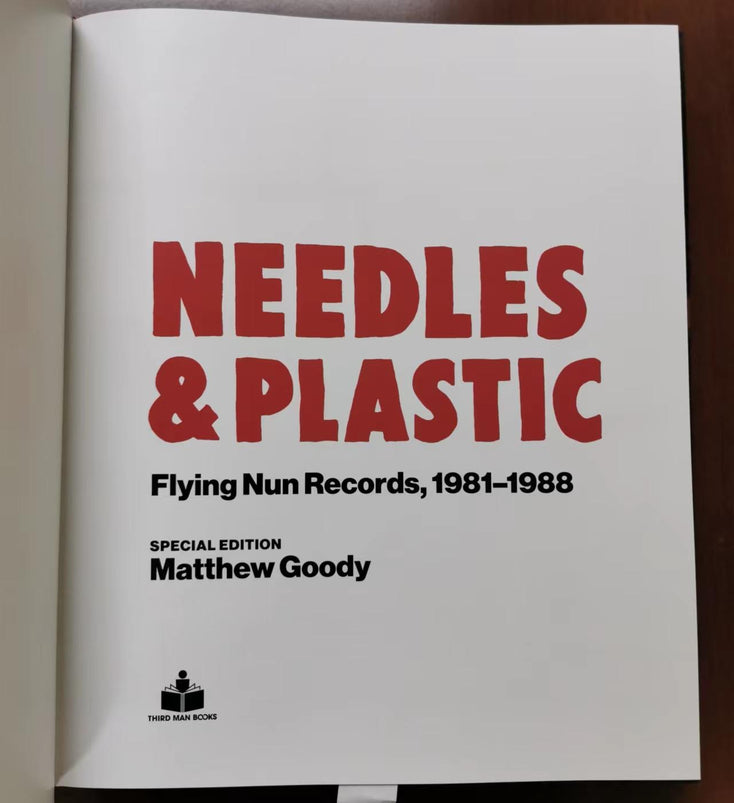 NEEDLES
& PLASTIC
Flying Nun Records, 1981–1988
SPECIAL EDITION
Matthew Goody
THIRD MAN BOOKS